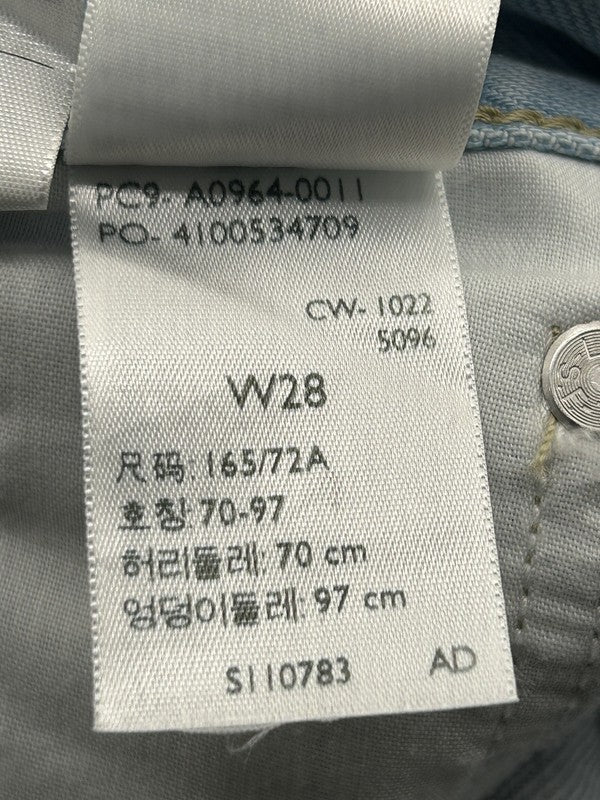 PC9- A0964-0011
PO- 4100534709
CW- 1022
5096
W28
尺码: 165/72A
호칭 70-97
허리둘레: 70 cm
엉덩이둘레: 97 cm
S110783 AD